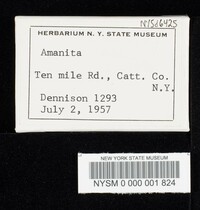 NYSd6425
HERBARIUM N. Y. STATE MUSEUM
Amanita
Ten mile Rd., Catt. Co.
N.Y.
Dennison 1293
July 2, 1957
NEW YORK STATE MUSEUM
NYSM 0 000 001 824